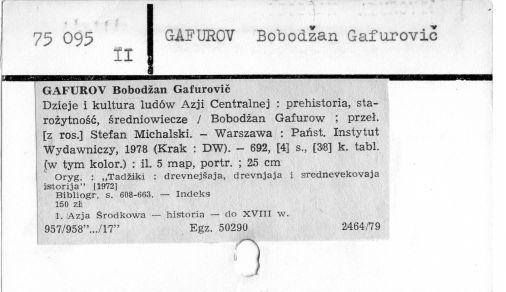 75 095
II
GAFUROV Bobodžan Gafurovič
GAFUROV Bobodžan Gafurovič
Dzieje i kultura ludów Azji Centralnej : prehistoria, sta-
rożytność, średniowiecze / Bobodžan Gafurow ; przeł.
[z ros.] Stefan Michalski. – Warszawa : Państ. Instytut
Wydawniczy, 1978 (Krak : DW). – 692, [4] s., [38] k. tabl.
(w tym kolor.) : il. 5 map, portr. ; 25 cm
Oryg. : „Tadžiki : drevnejšaja, drevnjaja i srednevekovaja
istorija" [1972]
Bibliogr. s. 608-663. — Indeks
150 zł
1. Azja Środkowa — historia — do XVIII w.
957/958".../17" Egz. 50290 2464/79